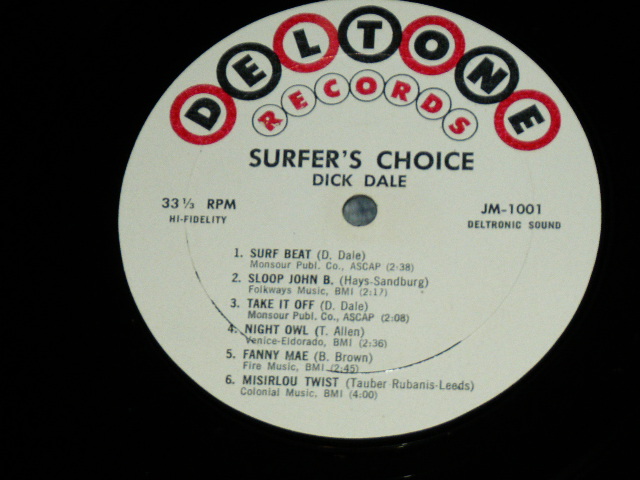 DELTONE
RECORDS
SURFER'S CHOICE
DICK DALE
33 1/3 RPM
HI-FIDELITY
JM-1001
DELTRONIC SOUND
1. SURF BEAT (D. Dale)
Monsour Publ. Co., ASCAP (2:38)
2. SLOOP JOHN B. (Hays-Sandburg)
Folkways Music, BMI (2:17)
3. TAKE IT OFF (D. Dale)
Monsour Publ. Co., ASCAP (2:08)
4. NIGHT OWL (T. Allen)
Venice-Eldorado, BMI (2:36)
5. FANNY MAE (B. Brown)
Fire Music, BMI (2:45)
6. MISIRLOU TWIST (Tauber Rubanis-Leeds)
Colonial Music, BMI (4:00)